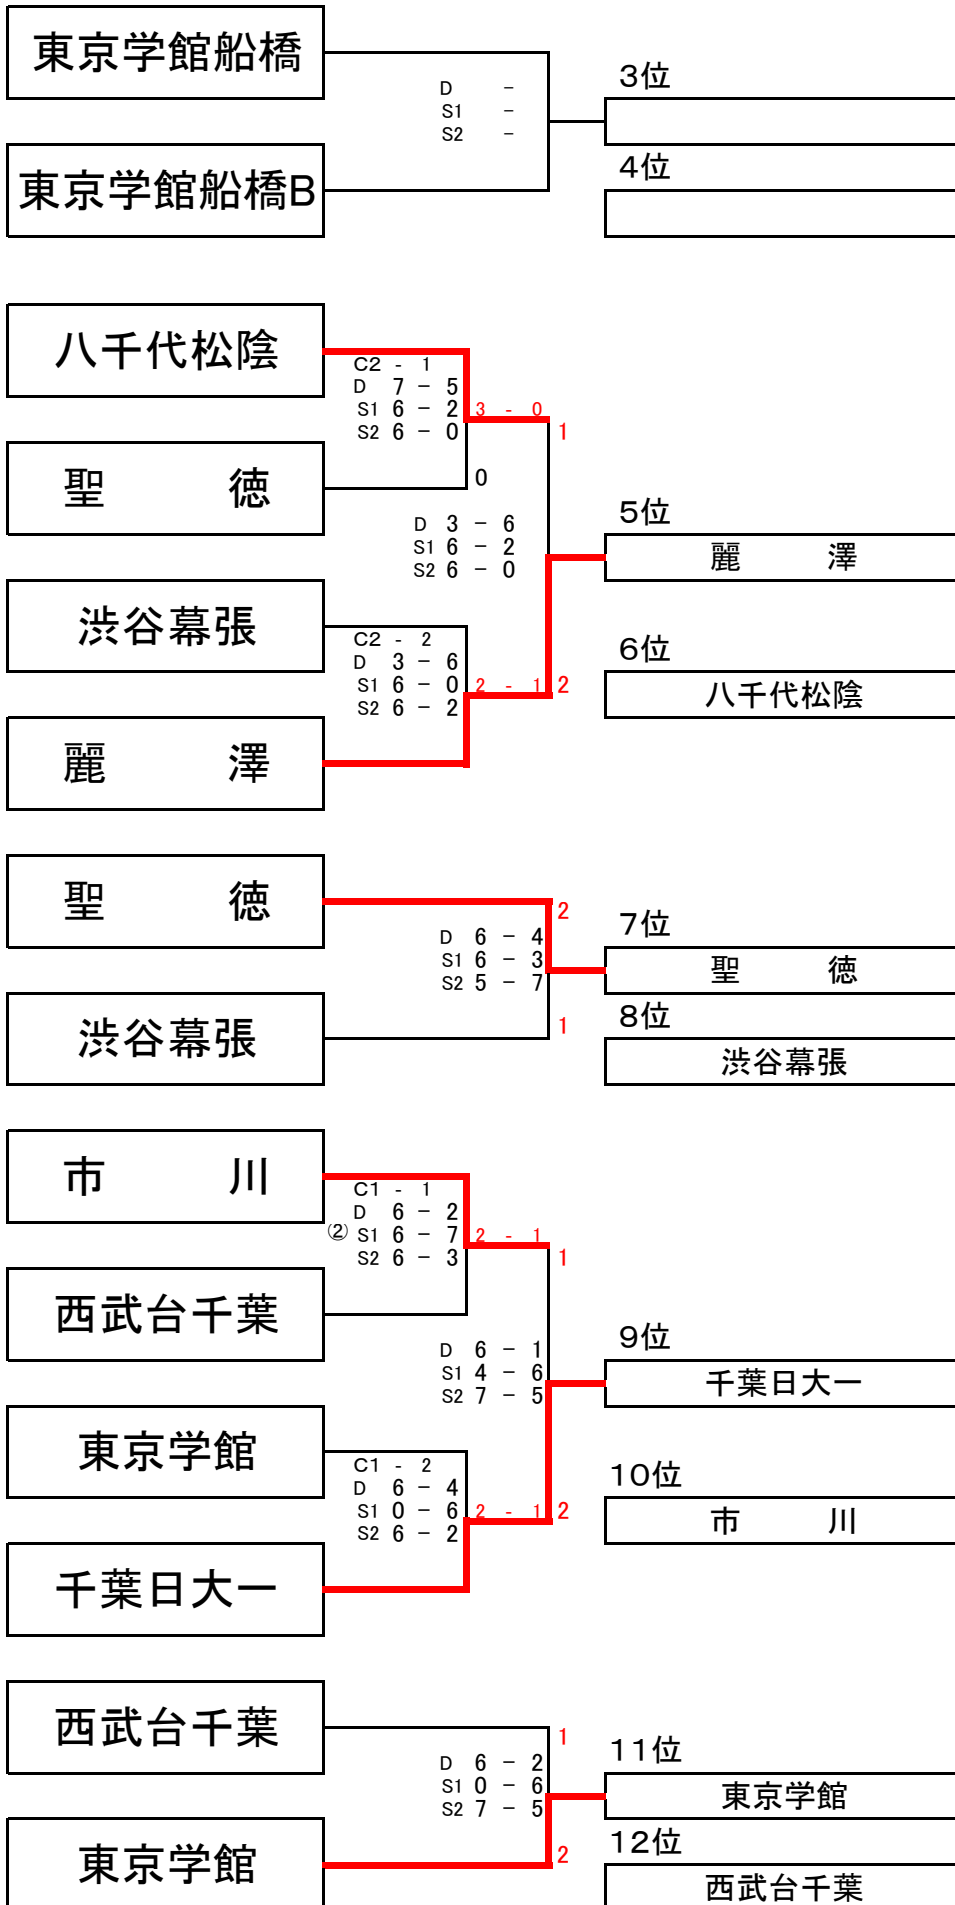 東京学館船橋
D －
S1 －
S2 －
3位
4位
東京学館船橋B
八千代松陰
C2 - 1
D 7 － 5
S1 6 － 2
S2 6 － 0
3 - 0
1
聖 徳
0
D 3 － 6
S1 6 － 2
S2 6 － 0
5位
麗 澤
渋谷幕張
C2 - 2
D 3 － 6
S1 6 － 0
S2 6 － 2
2 - 1
2
6位
八千代松陰
麗 澤
聖 徳
2
D 6 － 4
S1 6 － 3
S2 5 － 7
7位
聖 徳
渋谷幕張
1
8位
渋谷幕張
市 川
C1 - 1
D 6 － 2
② S1 6 － 7
S2 6 － 3
2 - 1
1
西武台千葉
D 6 － 1
S1 4 － 6
S2 7 － 5
9位
千葉日大一
東京学館
C1 - 2
D 6 － 4
S1 0 － 6
S2 6 － 2
2 - 1
2
10位
市 川
千葉日大一
西武台千葉
1
D 6 － 2
S1 0 － 6
S2 7 － 5
11位
東京学館
東京学館
2
12位
西武台千葉